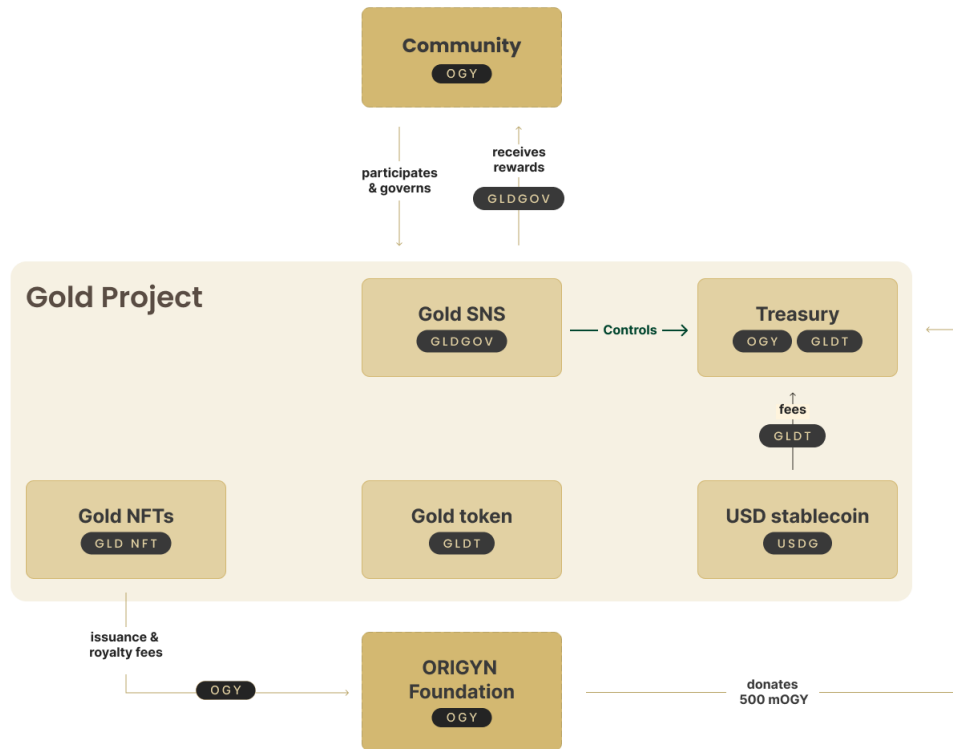 Community
OGY
participates
& governs
receives
rewards
GLDGOV
Gold Project
Gold SNS
GLDGOV
Controls
Treasury
OGY
GLDT
fees
GLDT
Gold NFTs
GLD NFT
Gold token
GLDT
USD stablecoin
USDG
issuance &
royalty fees
OGY
ORIGYN
Foundation
OGY
donates
500 mOGY